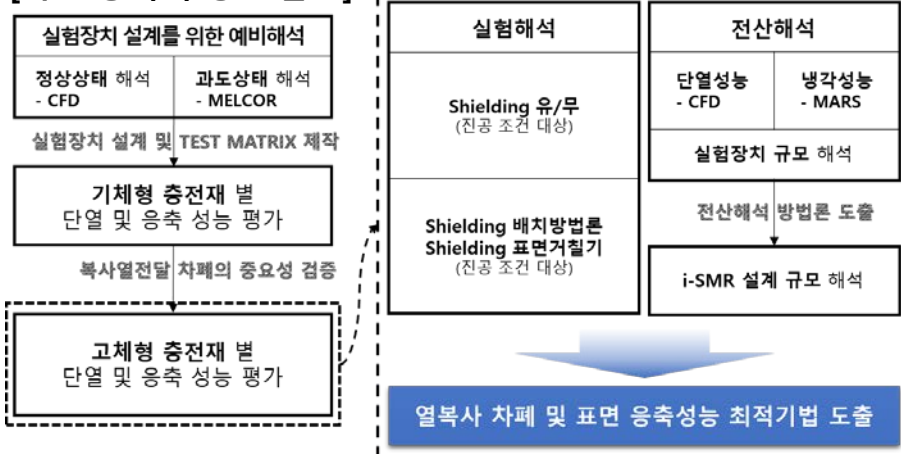 실험장치 설계를 위한 예비해석
정상상태 해석
- CFD
과도상태 해석
- MELCOR
실험장치 설계 및 TEST MATRIX 제작
기체형 충전재 별
단열 및 응축 성능 평가
복사열전달 차폐의 중요성 검증
고체형 충전재 별
단열 및 응축 성능 평가
실험해석
Shielding 유/무
(진공 조건 대상)
Shielding 배치방법론
Shielding 표면거칠기
(진공 조건 대상)
전산해석
단열성능
- CFD
냉각성능
- MARS
실험장치 규모 해석
전산해석 방법론 도출
i-SMR 설계 규모 해석
열복사 차폐 및 표면 응축성능 최적기법 도출